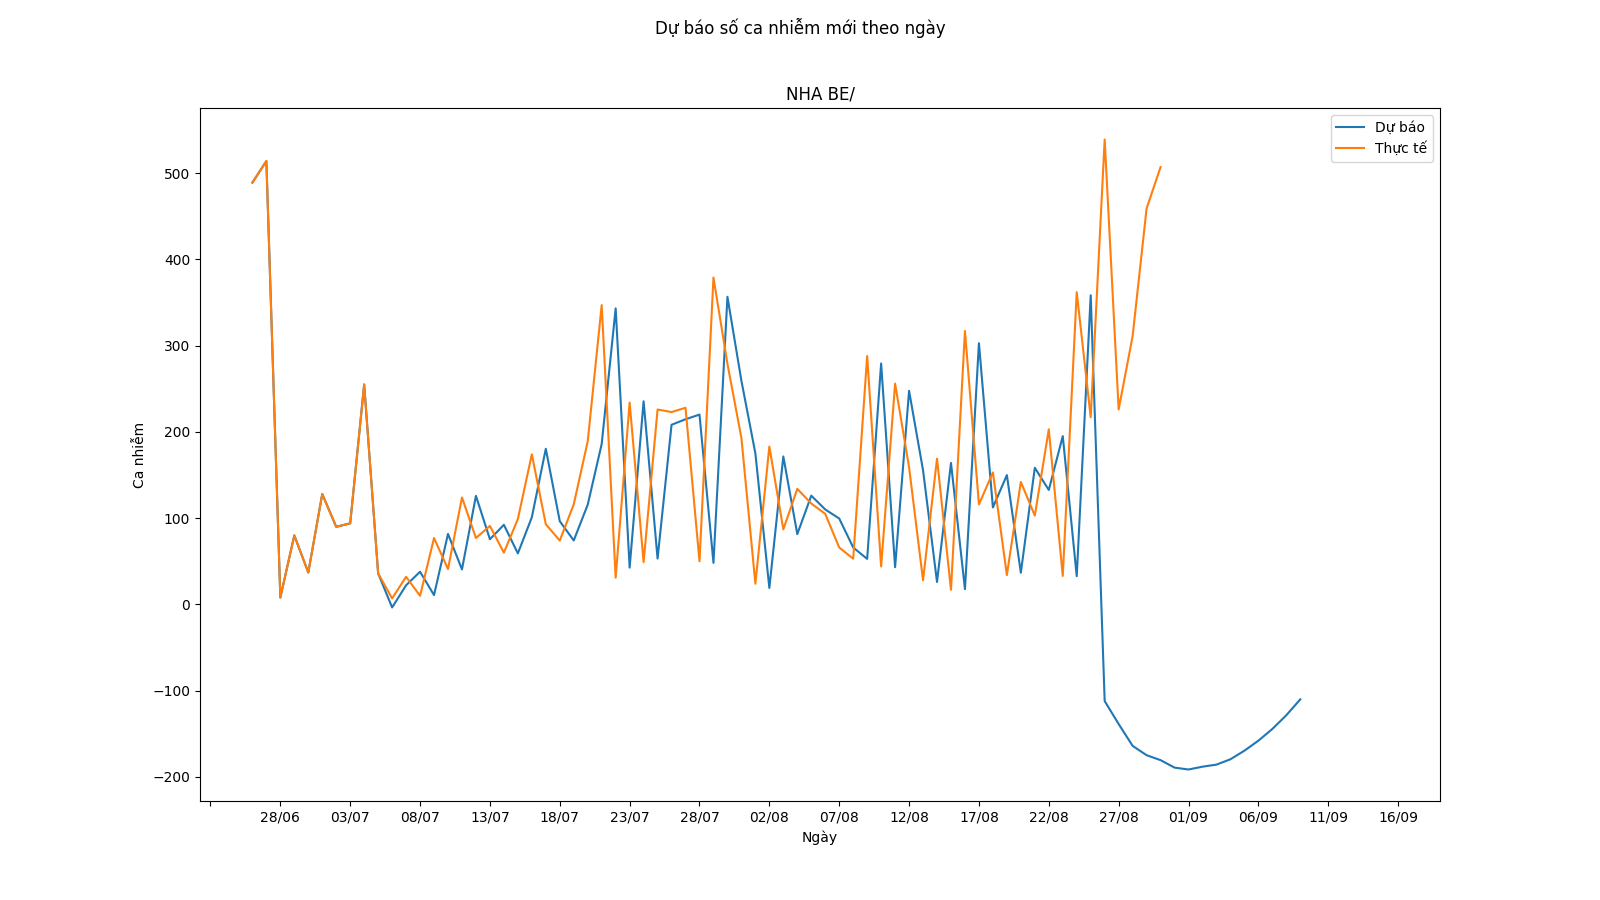 Dự báo số ca nhiễm mới theo ngày
NHA BE/
Dự báo
Thực tế
500
400
300
200
100
0
−100
−200
Ca nhiễm
28/06 03/07 08/07 13/07 18/07 23/07 28/07 02/08 07/08 12/08 17/08 22/08 27/08 01/09 06/09 11/09 16/09
Ngày